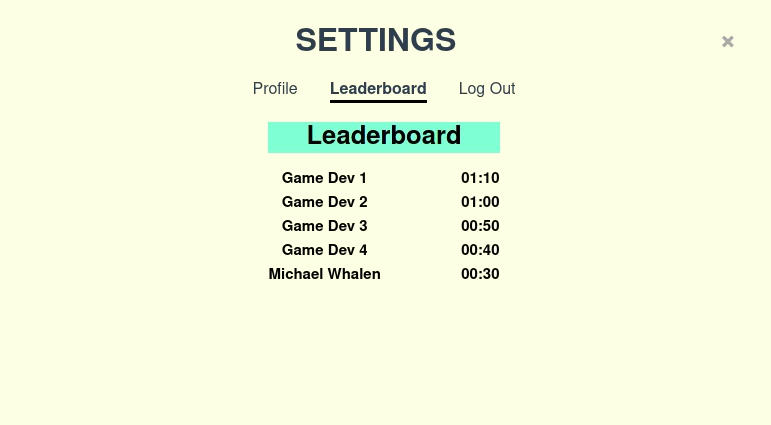 SETTINGS
Profile Leaderboard Log Out
Leaderboard
Game Dev 1 01:10
Game Dev 2 01:00
Game Dev 3 00:50
Game Dev 4 00:40
Michael Whalen 00:30